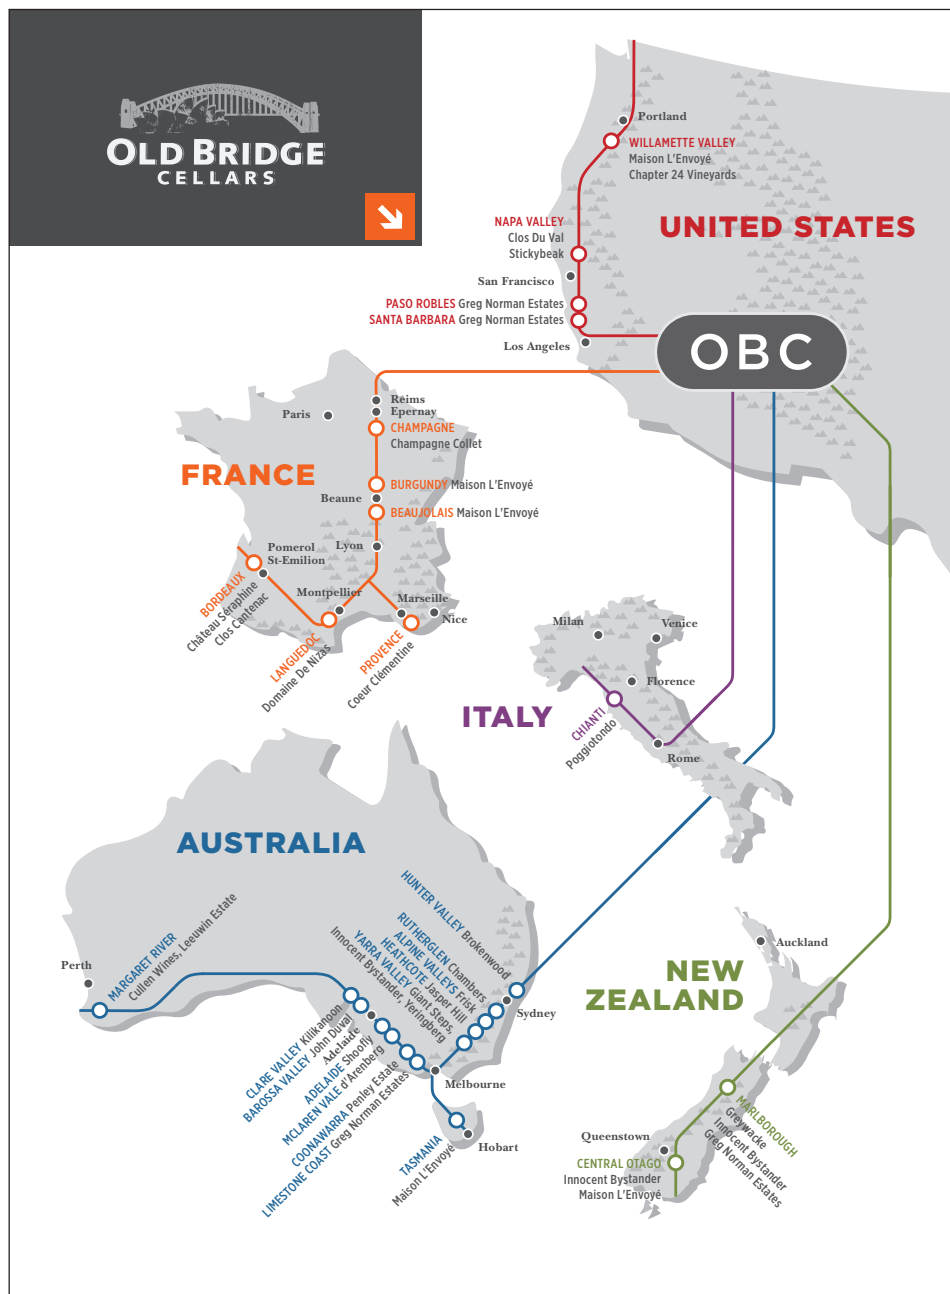 OLD BRIDGE
CELLARS
Portland
WILLAMETTE VALLEY
Maison L'Envoyé
Chapter 24 Vineyards
UNITED STATES
NAPA VALLEY
Clos Du Val
Stickybeak
San Francisco
PASO ROBLES Greg Norman Estates
SANTA BARBARA Greg Norman Estates
Los Angeles
OBC
Paris
Reims
Epernay
CHAMPAGNE
Champagne Collet
FRANCE
BURGUNDY Maison L'Envoyé
Beaune
BEAUJOLAIS Maison L'Envoyé
Lyon
Pomerol
St-Emilion
BORDEAUX
Château Séraphine
Clos Cantenac
Montpellier
LANGUEDOC
Domaine De Nizas
Marseille
Nice
PROVENCE
Coeur Clémentine
Milan
Venice
Florence
ITALY
CHIANTI
Poggiotondo
Rome
AUSTRALIA
Perth
MARGARET RIVER
Cullen Wines, Leeuwin Estate
HUNTER VALLEY Brokenwood
RUTHERGLEN Chambers
ALPINE VALLEYS Frisk
HEATHCOTE Jasper Hill
YARRA VALLEY Giant Steps,
Innocent Bystander, Yeringberg
Sydney
CLARE VALLEY Kilikanoon
BAROSSA VALLEY John Duval
Adelaide
ADELAIDE Shoofly
MCLAREN VALE d'Arenberg
COONAWARRA Penley Estate
LIMESTONE COAST Greg Norman Estates
Melbourne
TASMANIA
Maison L'Envoyé
Hobart
NEW
ZEALAND
Auckland
MARLBOROUGH
Greywacke
Innocent Bystander
Greg Norman Estates
Queenstown
CENTRAL OTAGO
Innocent Bystander
Maison L'Envoyé